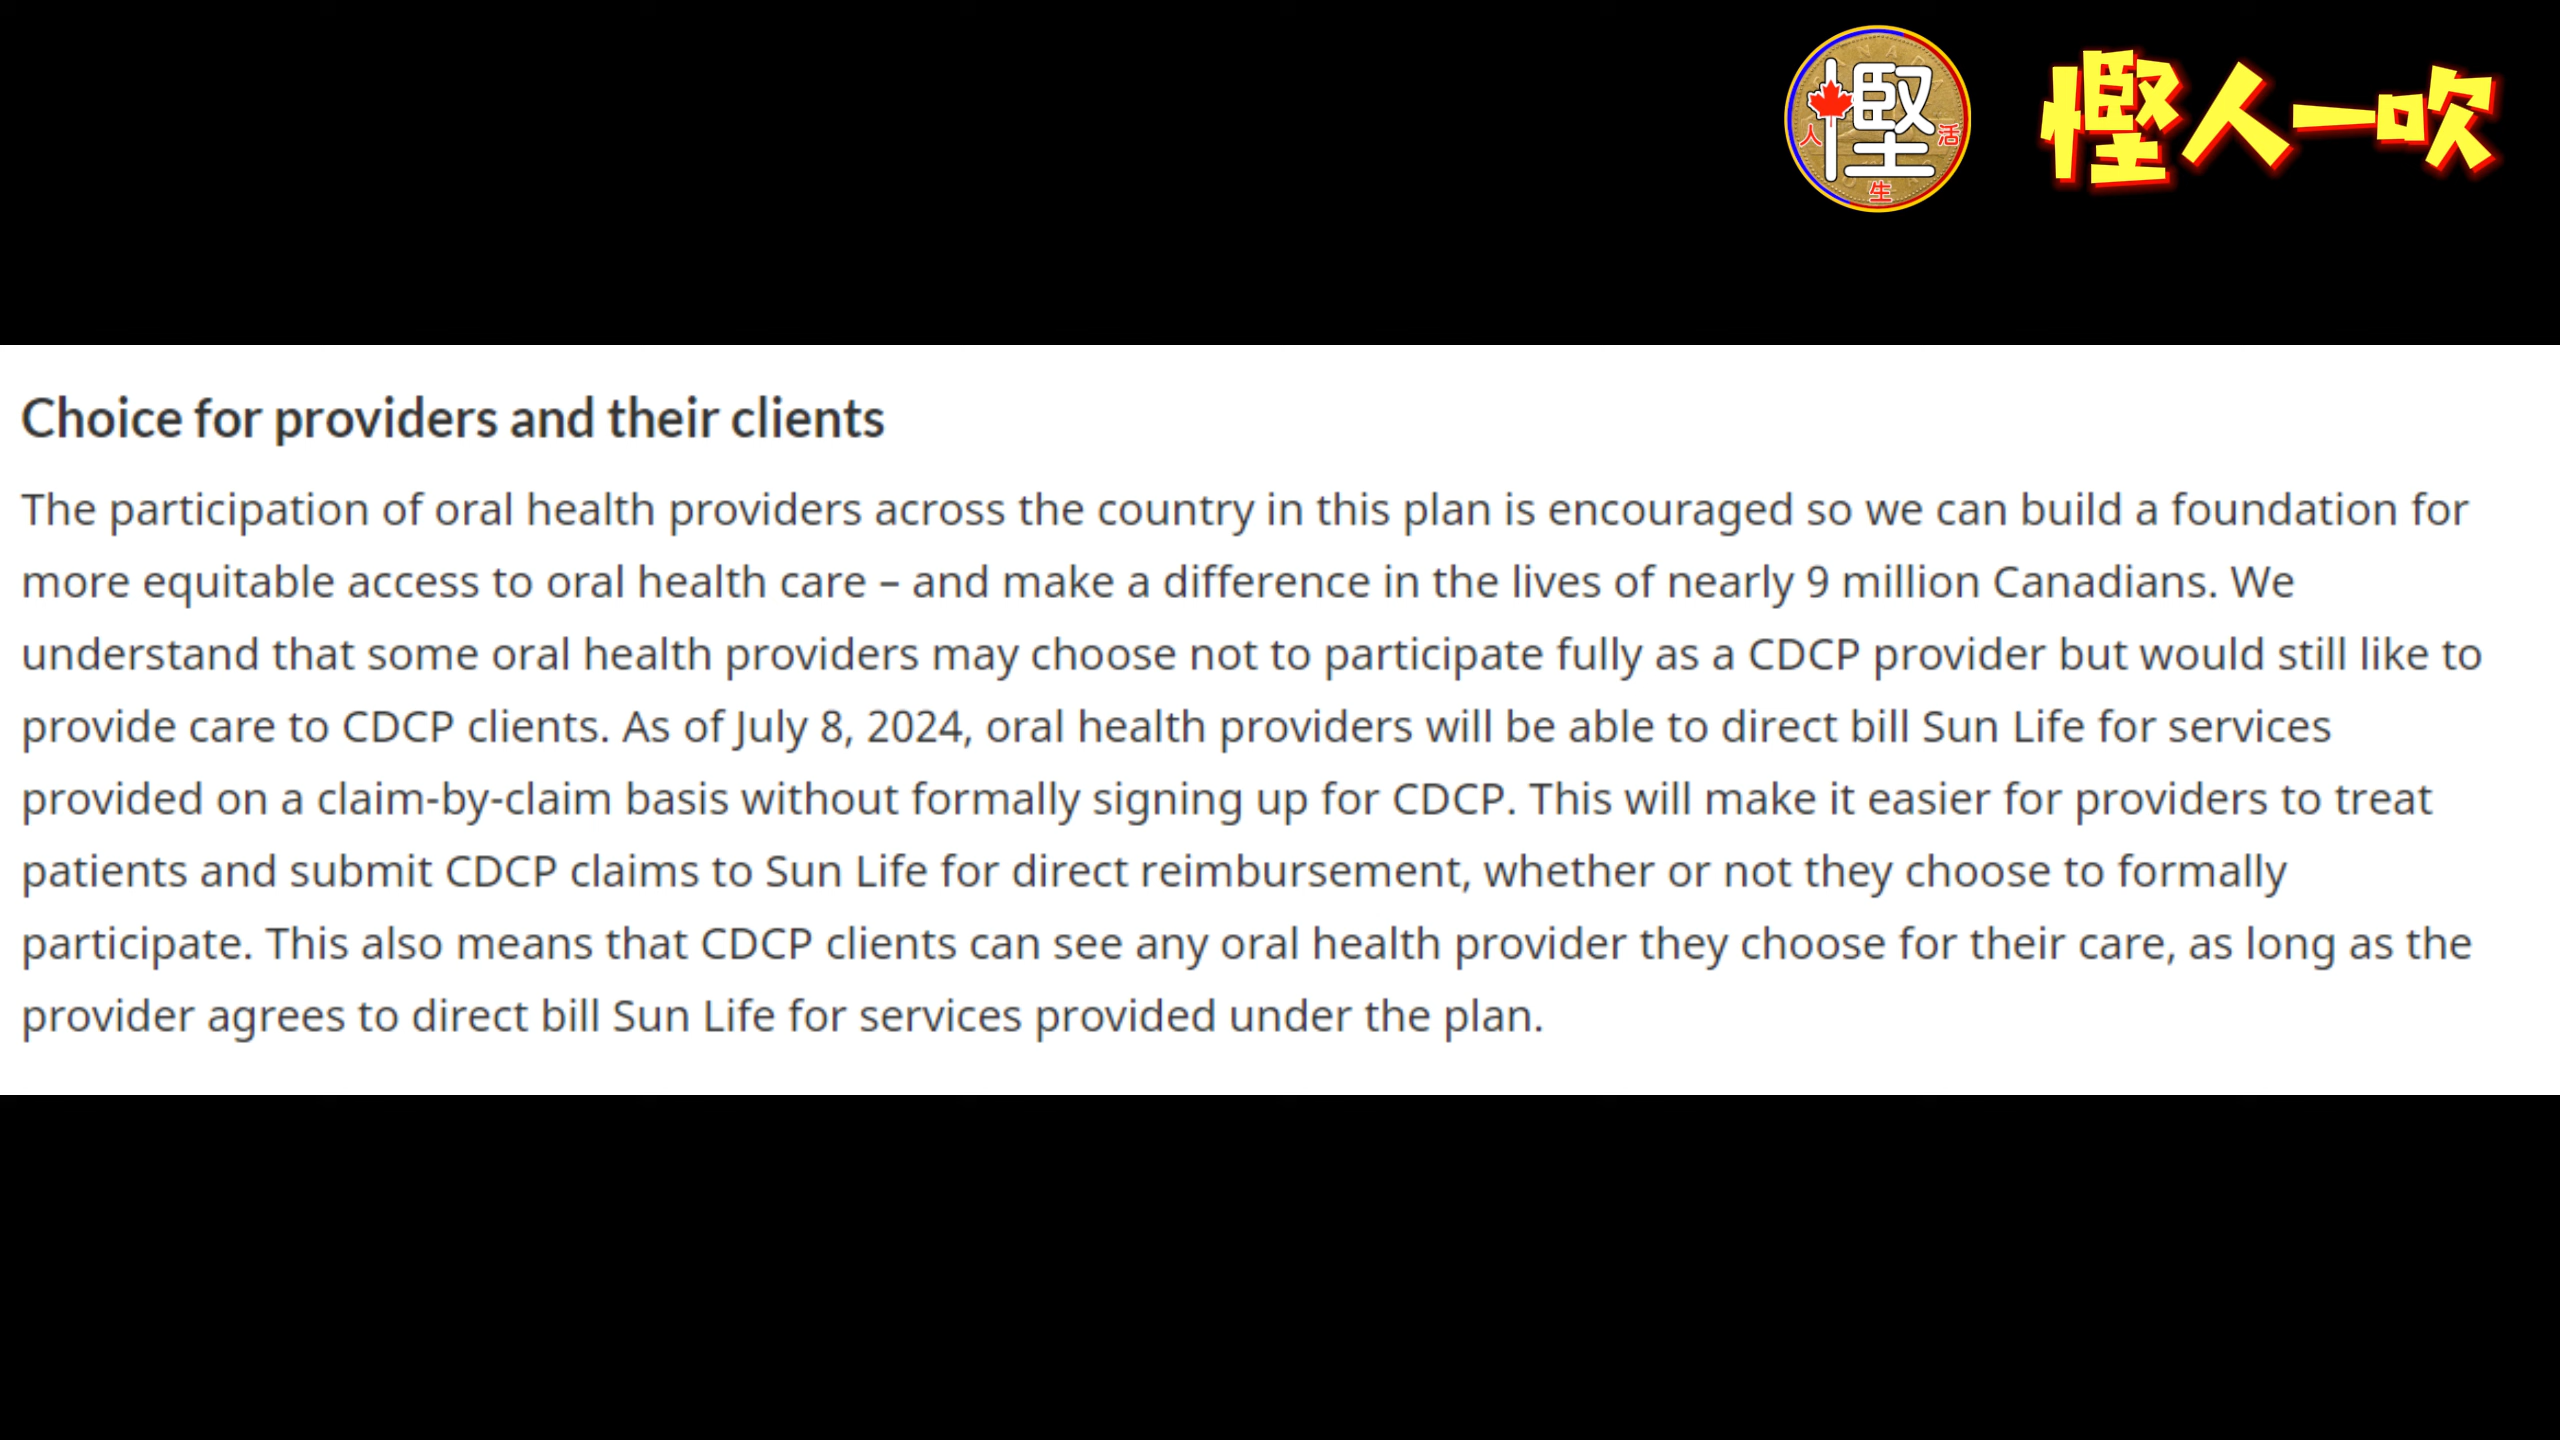 慳
人
活
生
慳人一吹
Choice for providers and their clients
The participation of oral health providers across the country in this plan is encouraged so we can build a foundation for
more equitable access to oral health care – and make a difference in the lives of nearly 9 million Canadians. We
understand that some oral health providers may choose not to participate fully as a CDCP provider but would still like to
provide care to CDCP clients. As of July 8, 2024, oral health providers will be able to direct bill Sun Life for services
provided on a claim-by-claim basis without formally signing up for CDCP. This will make it easier for providers to treat
patients and submit CDCP claims to Sun Life for direct reimbursement, whether or not they choose to formally
participate. This also means that CDCP clients can see any oral health provider they choose for their care, as long as the
provider agrees to direct bill Sun Life for services provided under the plan.